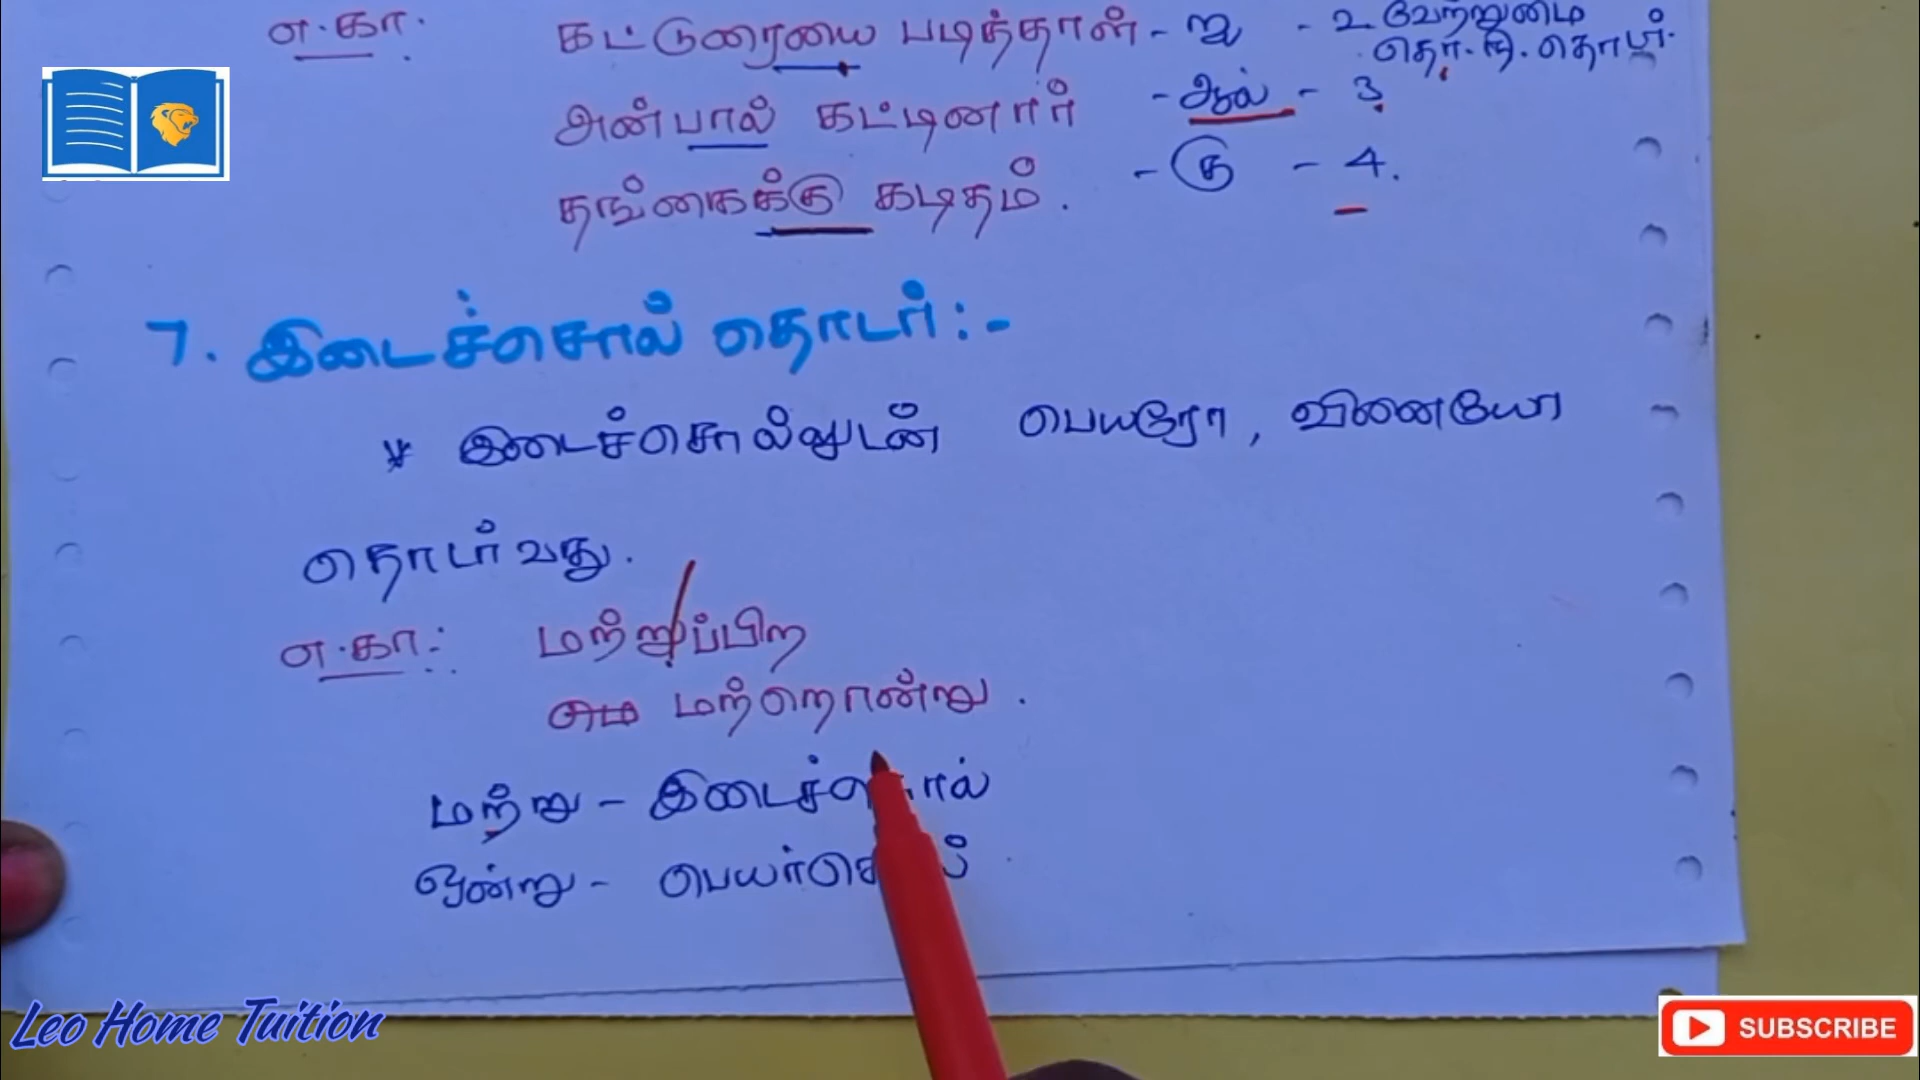 எ.கா. கட்டுரையை படித்தாள் - ஐ - உ வேற்றுமை
தொ.நி.தொடர்.
அன்பால் கட்டினார் - ஆல் - 3
தங்கைக்கு கடிதம். - கு - 4.
7. இடைச்சொல் தொடர் :-
* இடைச்சொல்லுடன் பெயரோ, வினையோ
தொடர்வது.
எ.கா: மற்று/ப்பிற
மற்றொன்று.
மற்று - இடைச்சொல்
ஒன்று - பெயர்சொல்
Leo Home Tuition
SUBSCRIBE